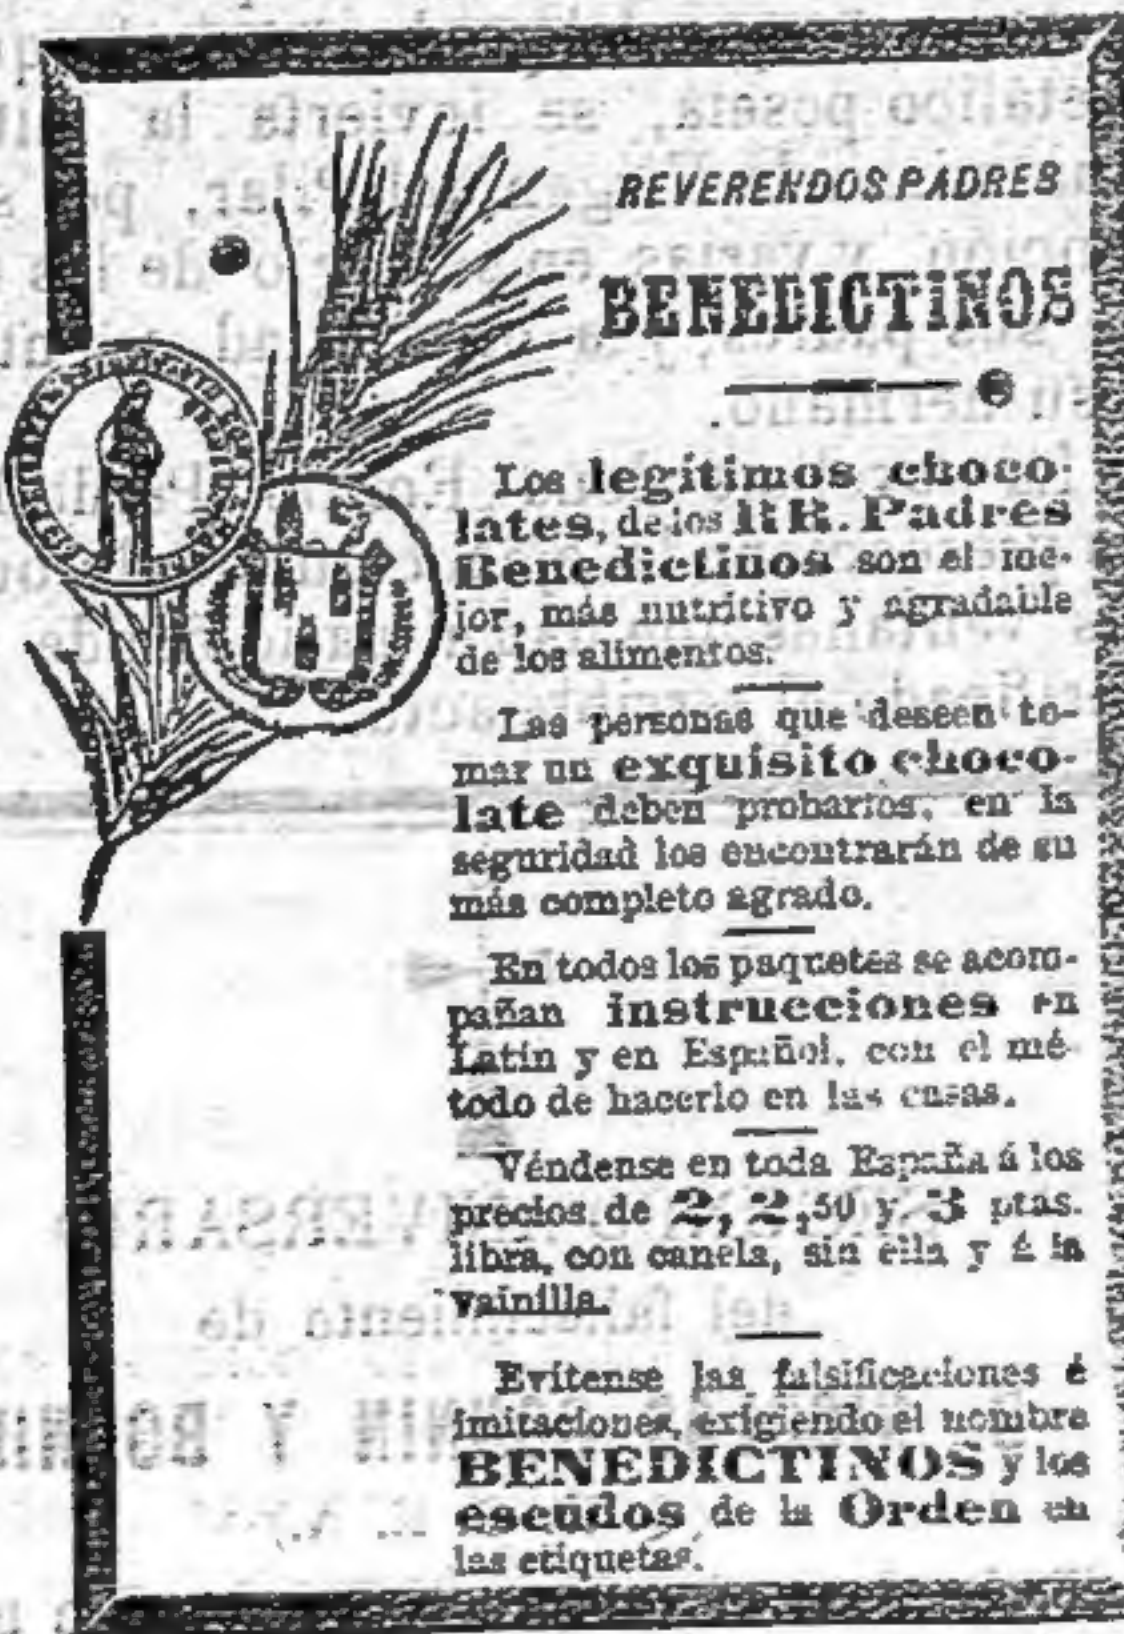 REVERENDOS PADRES
BENEDICTINOS
Los legítimos choco-
lates, de los RR. Padres
Benedictinos son el me-
jor, más nutritivo y agradable
de los alimentos.
Las personas que deseen to-
mar un exquisito choco-
late deben probarlos, en la
seguridad los encontrarán de su
más completo agrado.
En todos los paquetes se acom-
pañan instrucciones en
Latín y en Español, con el mé-
todo de hacerlo en las casas.
Véndense en toda España á los
precios de 2, 2,50 y 3 ptas.
libra, con canela, sin ella y á la
vainilla.
Evítense las falsificaciones é
imitaciones, exigiendo el nombre
BENEDICTINOS y los
escudos de la Orden en
las etiquetas.